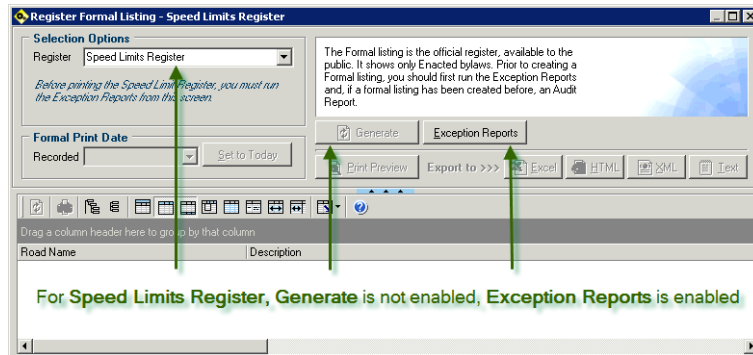 Register Formal Listing - Speed Limits Register
Selection Options
Register Speed Limits Register
Before printing the Speed Limit Register, you must run
the Exception Reports from this screen.
Formal Print Date
Recorded
Set to Today
The Formal listing is the official register, available to the
public. It shows only Enacted bylaws. Prior to creating a
Formal listing, you should first run the Exception Reports
and, if a formal listing has been created before, an Audit
Report.
Generate Exception Reports
Print Preview Export to >>> Excel HTML XML Text
Drag a column header here to group by that column
Road Name Description
For Speed Limits Register, Generate is not enabled, Exception Reports is enabled